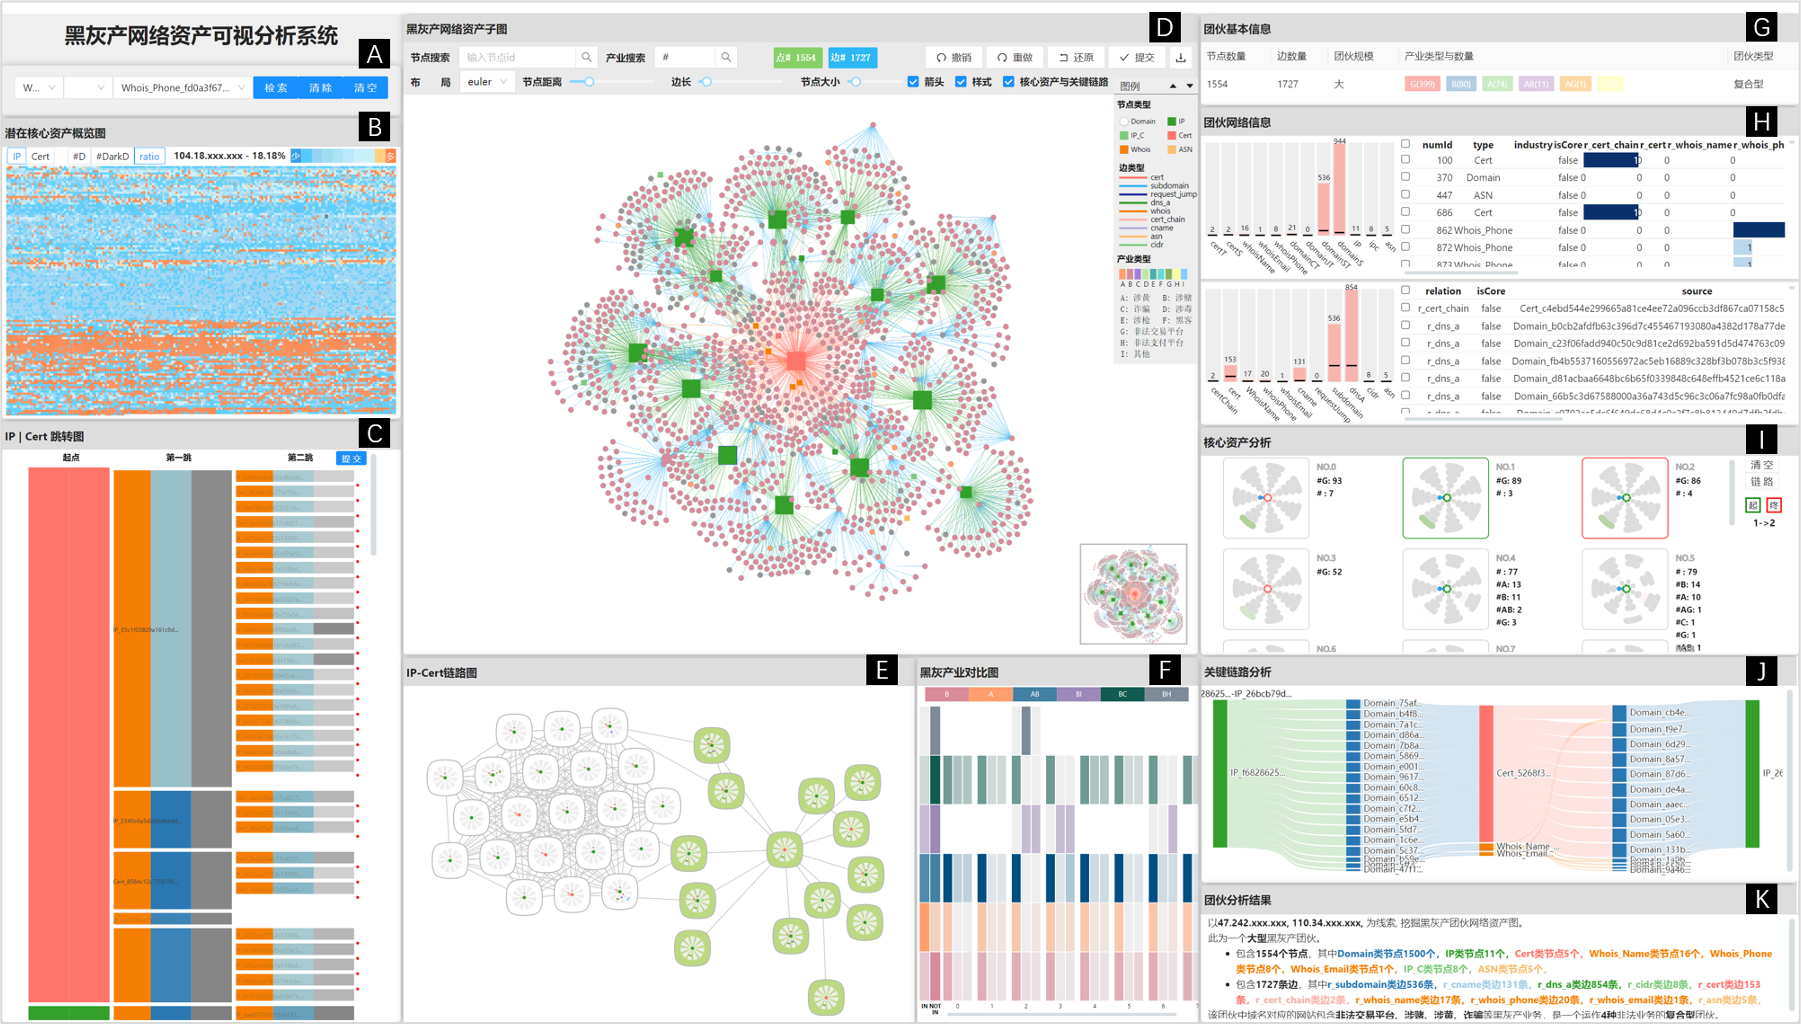 黑灰产网络资产可视分析系统
A
W...
Whois_Phone_fd0a3f67...
检 索
清 除
清 空
潜在核心资产概览图
B
IP
Cert
#D
#DarkD
ratio
104.18.xxx.xxx - 18.18%
少
多
IP | Cert 跳转图
C
起点
第一跳
第二跳
提 交
黑灰产网络资产子图
D
节点搜索
输入节点id
产业搜索
#
点# 1554
边# 1727
撤销
重做
还原
提交
布 局
euler
节点距离
边长
节点大小
箭头
样式
核心资产与关键链路
图例
节点类型
Domain
IP
IP_C
Cert
Whois
ASN
边类型
cert
subdomain
request_jump
dns_a
whois
cert_chain
cname
asn
cidr
产业类型
A B C D E F G H I
A: 涉黄 B: 涉赌
C: 诈骗 D: 涉毒
E: 涉枪 F: 黑客
G: 非法交易平台
H: 非法支付平台
I: 其他
IP-Cert链路图
E
黑灰产业对比图
F
B
A
AB
BI
BC
BH
IN NOT IN
0
1
2
3
4
5
6
团伙基本信息
G
节点数量
边数量
团伙规模
产业类型与数量
团伙类型
1554
1727
大
G(399)
B(80)
A(74)
AB(11)
AG(1)
复合型
团伙网络信息
H
2 2 16 1 8 21 0 536 944 11 8 5
certT
certS
whoisName
whoisEmail
whoisPhone
domainCT
domainIT
domainST
domainS
ip
ipc
asn
numId type industry isCore r_cert_chain r_cert r_whois_name r_whois_ph
100 Cert false 10 0 0
370 Domain false 0 0 0
447 ASN false 0 0 0
686 Cert false 10 0 0
862 Whois_Phone false 0 0
872 Whois_Phone false 0 0 1
873 Whois_Phone false 0 0 1
2 153 17 20 1 131 0 536 854 8 5
certChain
cert
WhoisName
whoisPhone
whoisEmail
cname
requestJump
subdomain
dnsA
cidr
asn
relation isCore source
r_cert_chain false Cert_c4ebd544e299665a81ce4ee72a096ccb3df867ca07158c5
r_dns_a false Domain_b0cb2afdfb63c396d7c455467193080a4382d178a77de
r_dns_a false Domain_c23f06fadd940c50c9d81ce2d692ba591d5d474763c09
r_dns_a false Domain_fb4b5537160556972ac5eb16889c328bf3b078b3c5f938
r_dns_a false Domain_d81acbaa6648bc6b65f0339848c648effb4521ce6c118a
r_dns_a false Domain_66b5c3d67588000a36a743d5c96c3c06a7fc98a0fb0dfa
核心资产分析
I
NO.0
#G: 93
# : 7
NO.1
#G: 89
# : 3
NO.2
#G: 86
# : 4
清 空
链 路
起
终
1->2
NO.3
#G: 52
NO.4
# : 77
#A: 13
#B: 11
#AB: 2
#G: 3
NO.5
# : 79
#B: 14
#A: 10
#AG: 1
#C: 1
#G: 1
#AB: 1
NO.6
NO.7
关键链路分析
J
28625...-IP_26bcb79d...
IP_f6828625...
Domain_75af...
Domain_b4f8...
Domain_7a1c...
Domain_d86a...
Domain_7b8a...
Domain_5869...
Domain_e001...
Domain_9617...
Domain_60c8...
Domain_6512...
Domain_c7f2...
Domain_e5b4...
Domain_5fd7...
Domain_1c6e...
Domain_5c37...
Domain_b59e...
Domain_47f1...
Cert_5268f3...
Whois_Name_...
Whois_Email...
Domain_cb4e...
Domain_f9e7...
Domain_6d29...
Domain_8a57...
Domain_87d6...
Domain_de4a...
Domain_aaec...
Domain_05e3...
Domain_5a60...
Domain_131b...
IP_26
团伙分析结果
K
以47.242.xxx.xxx, 110.34.xxx.xxx, 为线索, 挖掘黑灰产团伙网络资产图。
此为一个大型黑灰产团伙。
• 包含1554个节点，其中Domain类节点1500个，IP类节点11个，Cert类节点5个，Whois_Name类节点16个，Whois_Phone
类节点8个，Whois_Email类节点1个，IP_C类节点8个，ASN类节点5个，
• 包含1727条边，其中r_subdomain类边536条，r_cname类边131条，r_dns_a类边854条，r_cidr类边8条，r_cert类边153
条，r_cert_chain类边2条，r_whois_name类边17条，r_whois_phone类边20条，r_whois_email类边1条，r_asn类边5条，
该团伙中域名对应的网站包含非法交易平台、涉赌、涉黄、诈骗等黑灰产业务，是一个运作4种非法业务的复合型团伙。